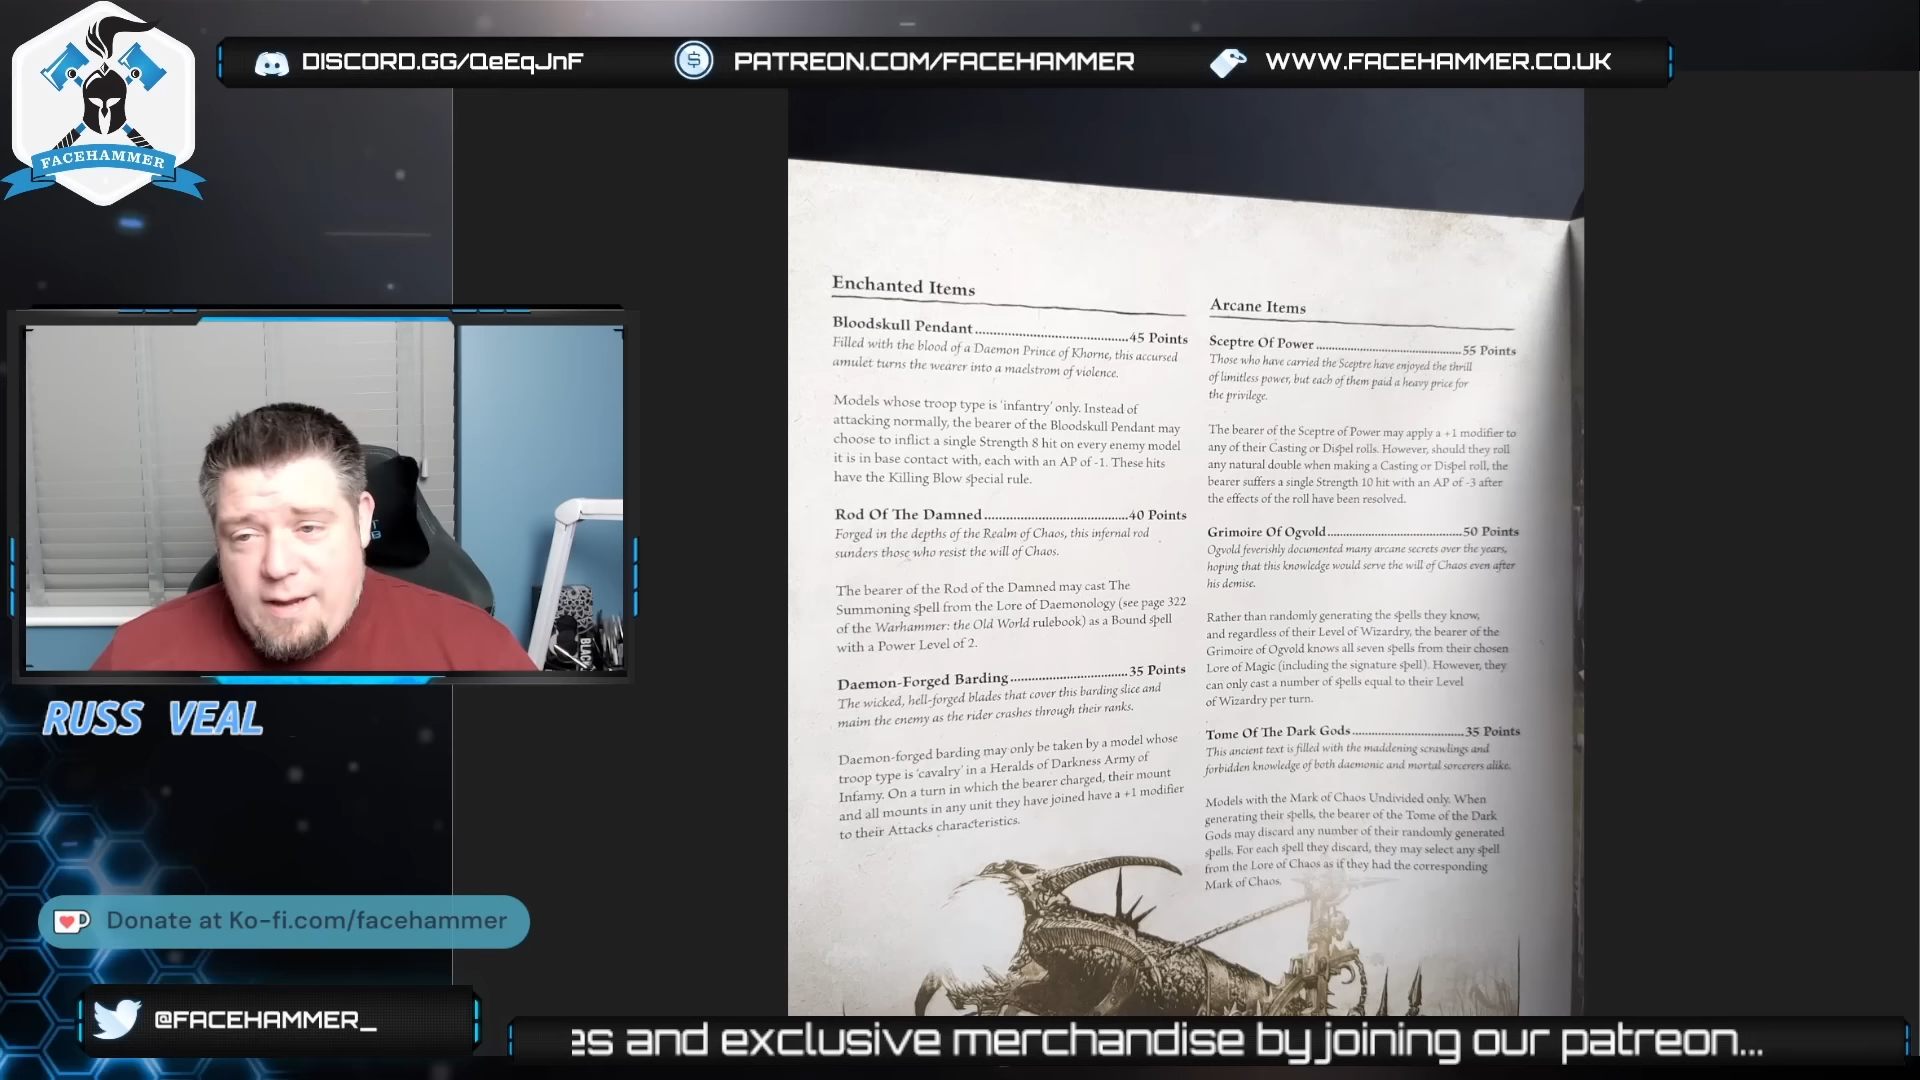 DISCORD.GG/QeEqJnF
PATREON.COM/FACEHAMMER
WWW.FACEHAMMER.CO.UK
FACEHAMMER
RUSS VEAL
Donate at Ko-fi.com/facehammer
@FACEHAMMER_
Enchanted Items
Bloodskull Pendant 45 Points
Filled with the blood of a Daemon Prince of Khorne, this accursed
amulet turns the wearer into a maelstrom of violence.
Models whose troop type is 'infantry' only. Instead of
attacking normally, the bearer of the Bloodskull Pendant may
choose to inflict a single Strength 8 hit on every enemy model
it is in base contact with, each with an AP of -1. These hits
have the Killing Blow special rule.
Rod Of The Damned 40 Points
Forged in the depths of the Realm of Chaos, this infernal rod
sunders those who resist the will of Chaos.
The bearer of the Rod of the Damned may cast The
Summoning spell from the Lore of Daemonology (see page 322
of the Warhammer: the Old World rulebook) as a Bound spell
with a Power Level of 2.
Daemon-Forged Barding 35 Points
The wicked, hell-forged blades that cover this barding slice and
maim the enemy as the rider crashes through their ranks.
Daemon-forged barding may only be taken by a model whose
troop type is 'cavalry' in a Heralds of Darkness Army of
Infamy. On a turn in which the bearer charged, their mount
and all mounts in any unit they have joined have a +1 modifier
to their Attacks characteristics.
Arcane Items
Sceptre Of Power 55 Points
Those who have carried the Sceptre have enjoyed the thrill
of limitless power, but each of them paid a heavy price for
the privilege.
The bearer of the Sceptre of Power may apply a +1 modifier to
any of their Casting or Dispel rolls. However, should they roll
any natural double when making a Casting or Dispel roll, the
bearer suffers a single Strength 10 hit with an AP of -3 after
the effects of the roll have been resolved.
Grimoire Of Ogvold 50 Points
Ogvold feverishly documented many arcane secrets over the years,
hoping that this knowledge would serve the will of Chaos even after
his demise.
Rather than randomly generating the spells they know,
and regardless of their Level of Wizardry, the bearer of the
Grimoire of Ogvold knows all seven spells from their chosen
Lore of Magic (including the signature spell). However, they
can only cast a number of spells equal to their Level
of Wizardry per turn.
Tome Of The Dark Gods 35 Points
This ancient text is filled with the maddening scrawlings and
forbidden knowledge of both daemonic and mortal sorcerers alike.
Models with the Mark of Chaos Undivided only. When
generating their spells, the bearer of the Tome of the Dark
Gods may discard any number of their randomly generated
spells. For each spell they discard, they may select any spell
from the Lore of Chaos as if they had the corresponding
Mark of Chaos.
es and exclusive merchandise by joining our patreon...